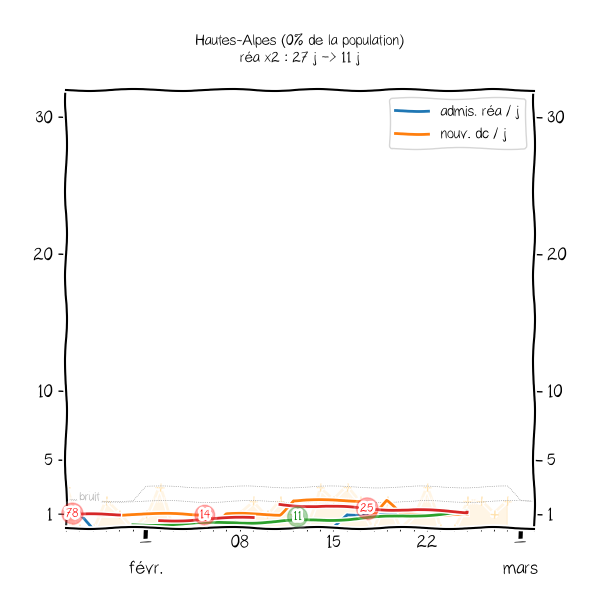 Hautes-Alpes (0% de la population)
réa x2 : 27 j -> 11 j
admis. réa / j
nouv. dc / j
30
30
20
20
10
10
5
5
bruit
1
78
14
11
25
1
08
15
22
févr.
mars